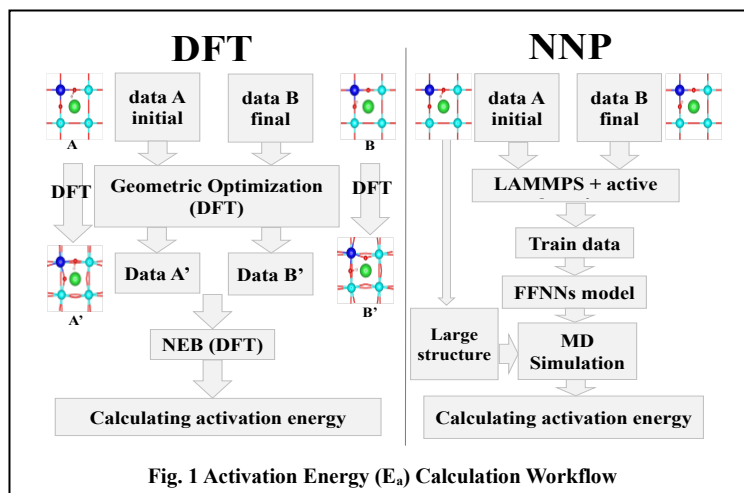 DFT
data A
initial
data B
final
A
B
DFT
DFT
Geometric Optimization
(DFT)
Data A’
Data B’
A’
B’
NEB (DFT)
Calculating activation energy
NNP
data A
initial
data B
final
LAMMPS + active
Train data
FFNNs model
Large
structure
MD
Simulation
Calculating activation energy
Fig. 1 Activation Energy (Eₐ) Calculation Workflow